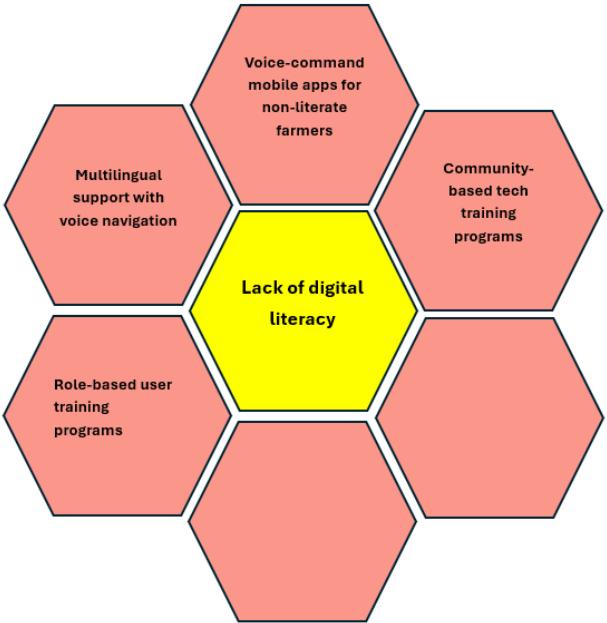 Voice-command
mobile apps for
non-literate
farmers
Multilingual
support with
voice navigation
Community-
based tech
training
programs
Lack of digital
literacy
Role-based user
training
programs